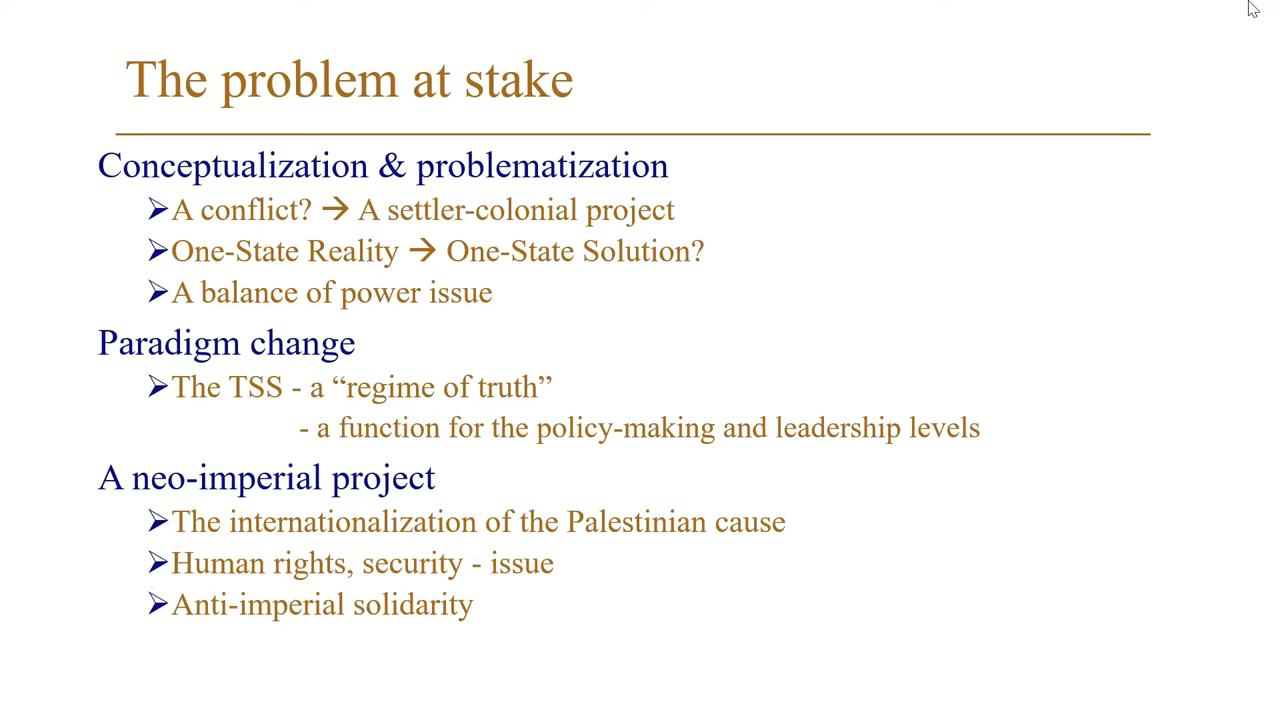 The problem at stake
Conceptualization & problematization
➢A conflict? → A settler-colonial project
➢One-State Reality → One-State Solution?
➢A balance of power issue
Paradigm change
➢The TSS - a “regime of truth”
- a function for the policy-making and leadership levels
A neo-imperial project
➢The internationalization of the Palestinian cause
➢Human rights, security - issue
➢Anti-imperial solidarity